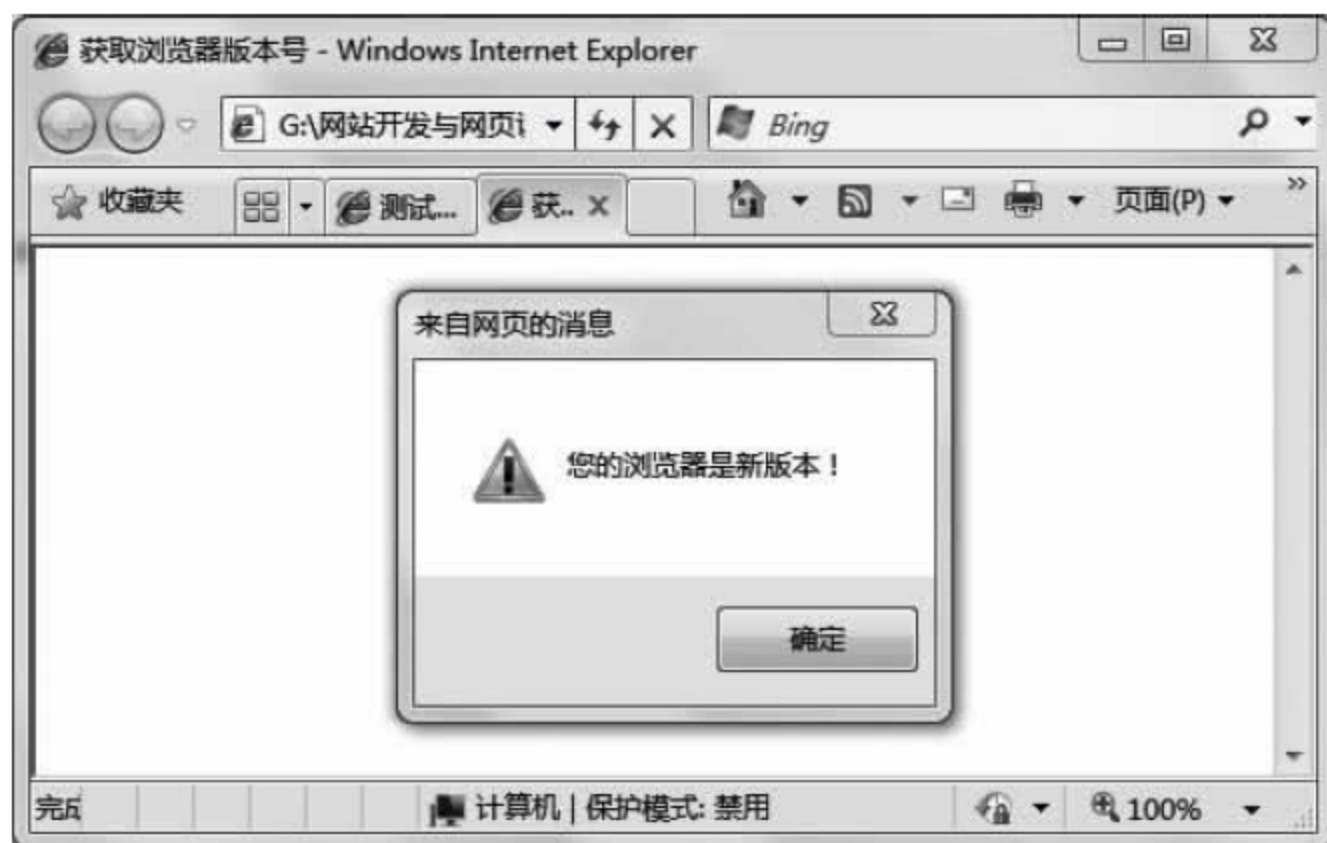 获取浏览器版本号 - Windows Internet Explorer
G:\网站开发与网页i
Bing
收藏夹
测试...
获..
页面(P)
来自网页的消息
您的浏览器是新版本！
确定
完成
计算机 | 保护模式: 禁用
100%